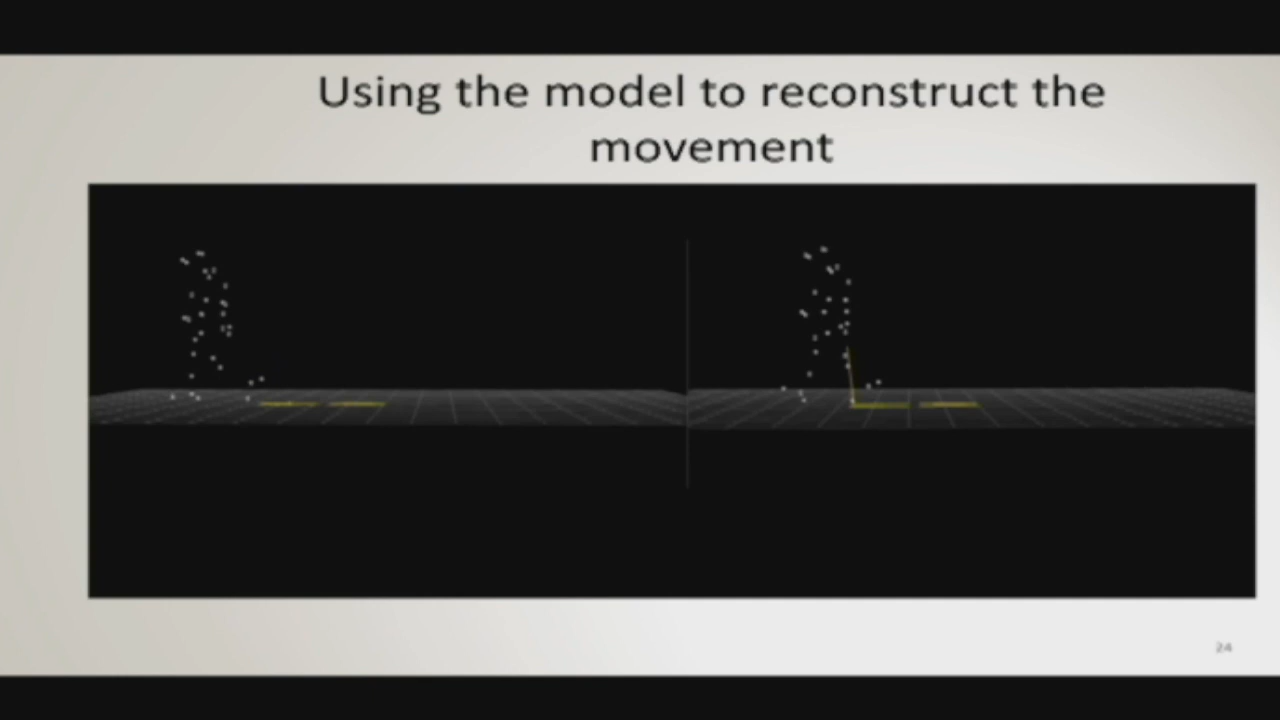 Using the model to reconstruct the
movement
24